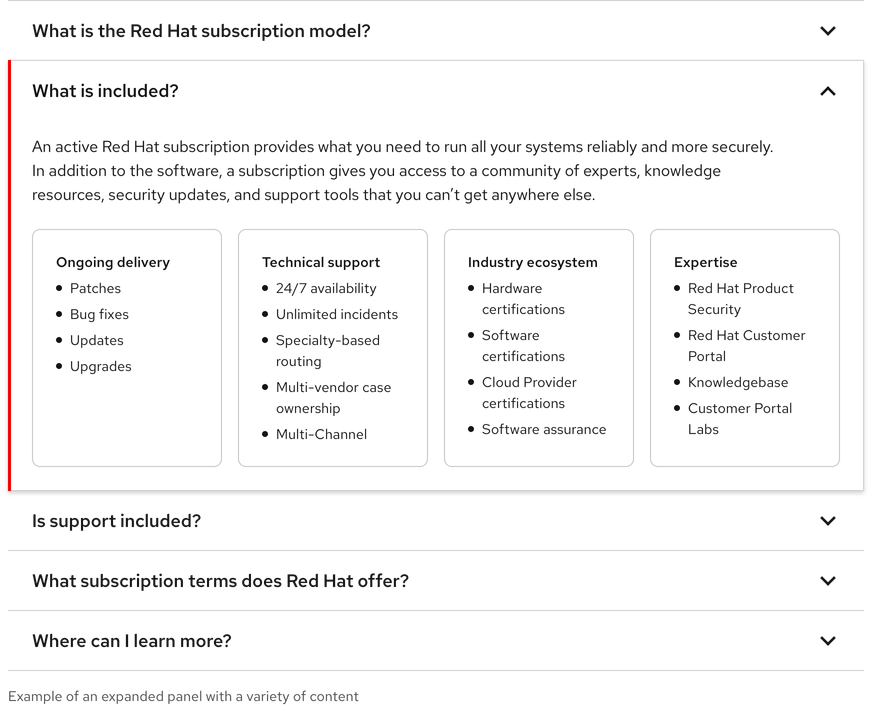 What is the Red Hat subscription model?
What is included?
An active Red Hat subscription provides what you need to run all your systems reliably and more securely.
In addition to the software, a subscription gives you access to a community of experts, knowledge
resources, security updates, and support tools that you can’t get anywhere else.
Ongoing delivery
Patches
Bug fixes
Updates
Upgrades
Technical support
24/7 availability
Unlimited incidents
Specialty-based
routing
Multi-vendor case
ownership
Multi-Channel
Industry ecosystem
Hardware
certifications
Software
certifications
Cloud Provider
certifications
Software assurance
Expertise
Red Hat Product
Security
Red Hat Customer
Portal
Knowledgebase
Customer Portal
Labs
Is support included?
What subscription terms does Red Hat offer?
Where can I learn more?
Example of an expanded panel with a variety of content